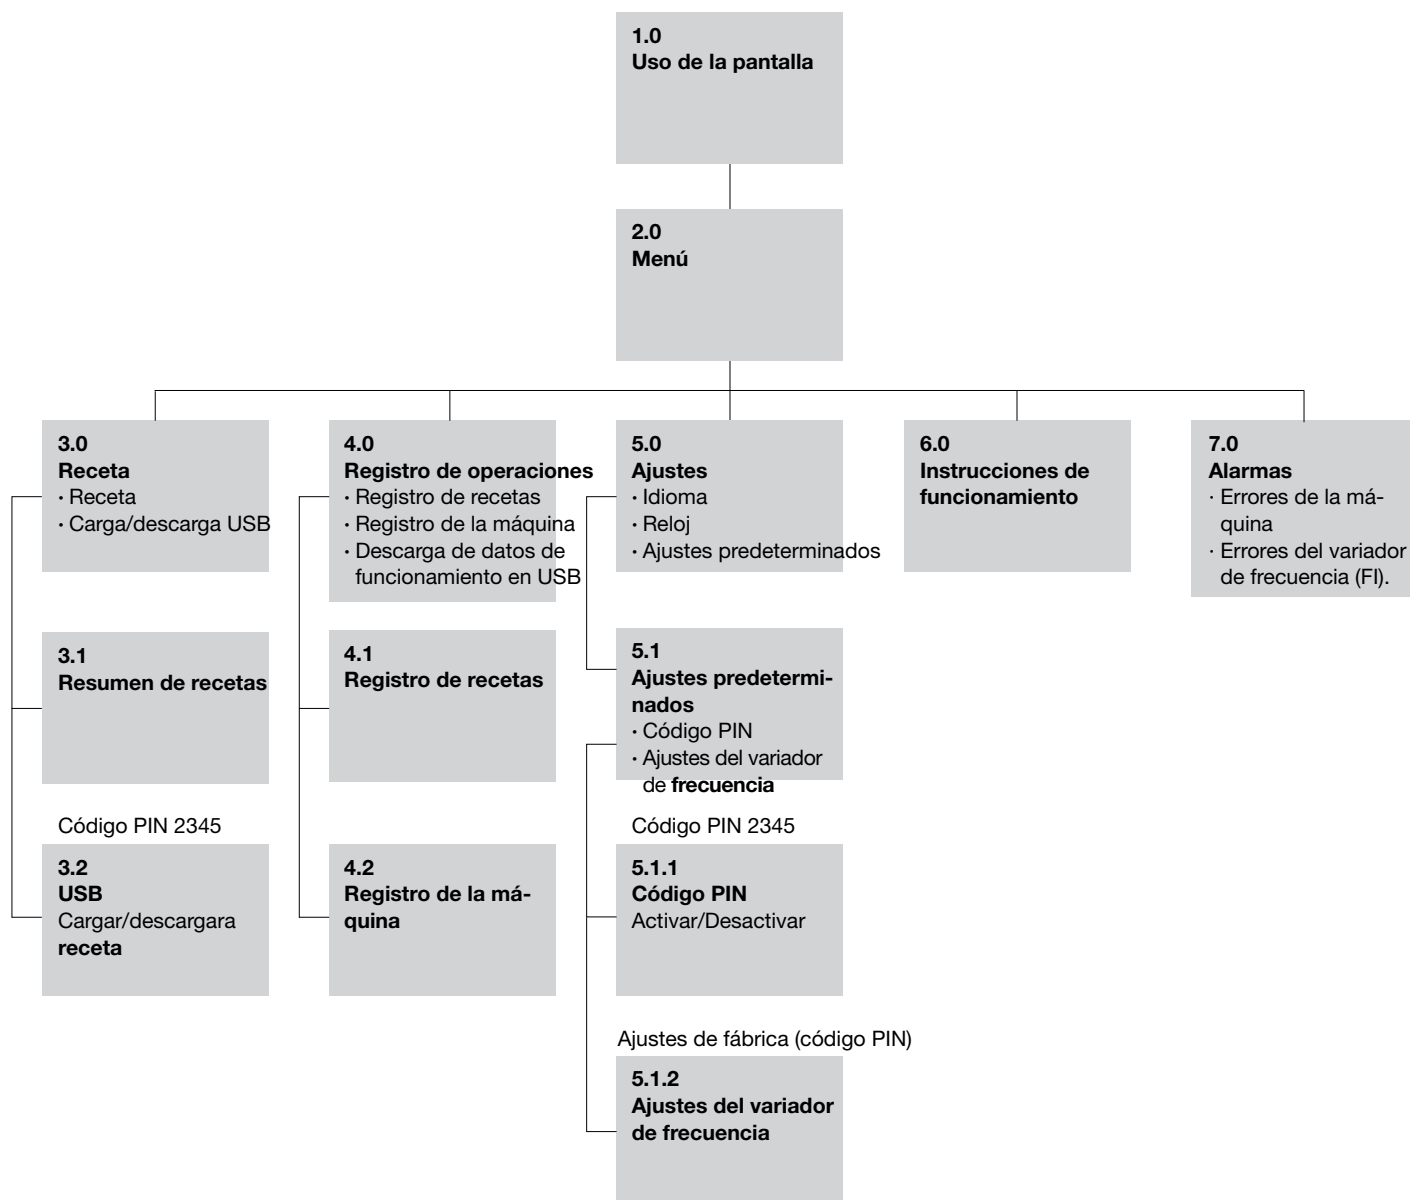 1.0
Uso de la pantalla
2.0
Menú
3.0
Receta
· Receta
· Carga/descarga USB
4.0
Registro de operaciones
· Registro de recetas
· Registro de la máquina
· Descarga de datos de
funcionamiento en USB
5.0
Ajustes
· Idioma
· Reloj
· Ajustes predeterminados
6.0
Instrucciones de
funcionamiento
7.0
Alarmas
· Errores de la má-
quina
· Errores del variador
de frecuencia (FI).
3.1
Resumen de recetas
4.1
Registro de recetas
5.1
Ajustes predetermi-
nados
· Código PIN
· Ajustes del variador
de frecuencia
Código PIN 2345
3.2
USB
Cargar/descargara
receta
4.2
Registro de la má-
quina
Código PIN 2345
5.1.1
Código PIN
Activar/Desactivar
Ajustes de fábrica (código PIN)
5.1.2
Ajustes del variador
de frecuencia